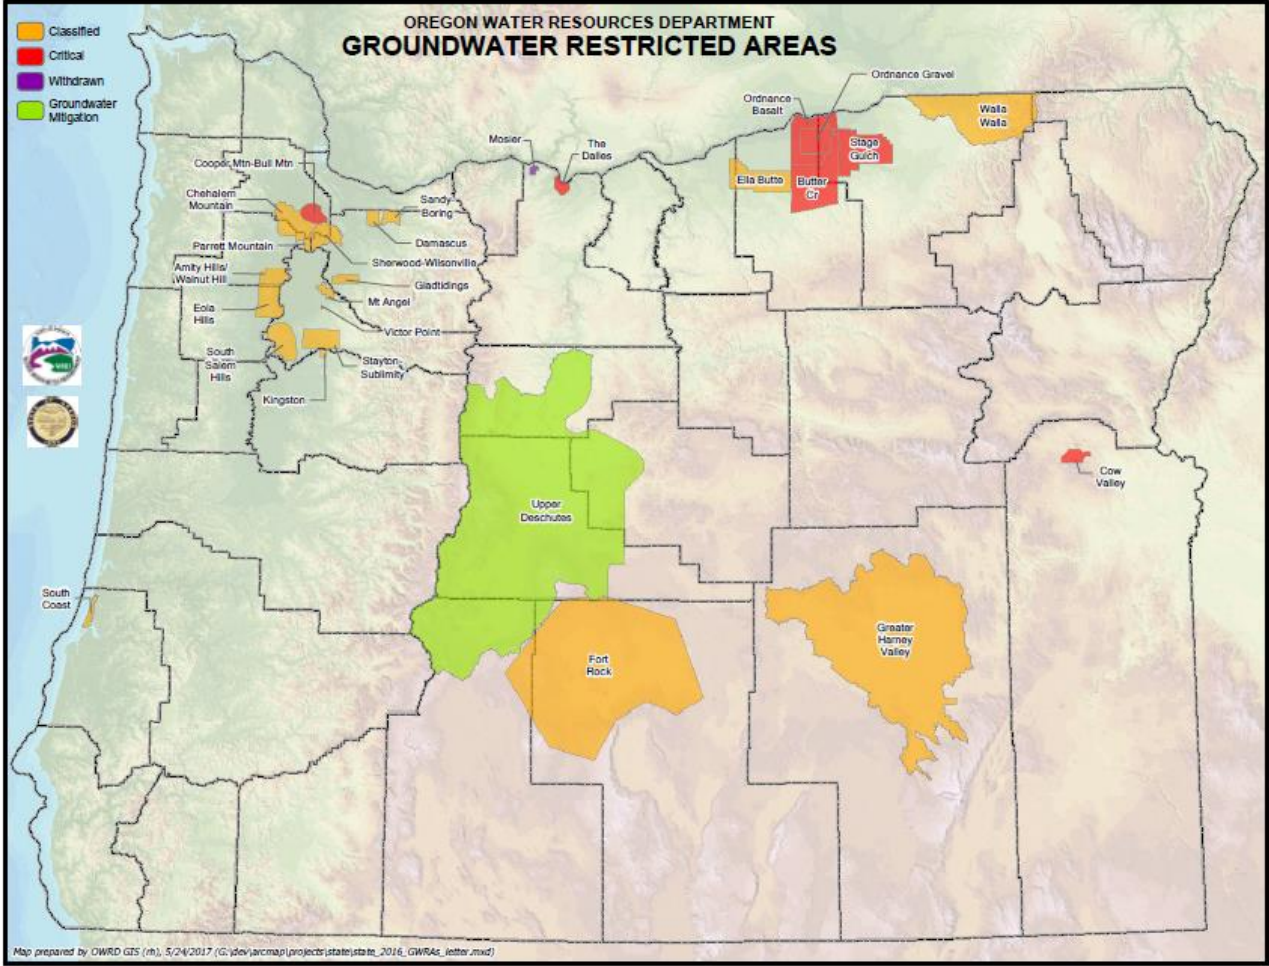 OREGON WATER RESOURCES DEPARTMENT
GROUNDWATER RESTRICTED AREAS
Classified
Critical
Withdrawn
Groundwater
Mitigation
Ordnance Gravel
Ordnance
Basalt
Walla
Walla
Mosier
The
Dalles
Stage
Gulch
Cooper Mtn-Bull Mtn
Ella Butte
Butter
Cr
Chehalem
Mountain
Sandy
Boring
Parrett Mountain
Damascus
Sherwood-Wilsonville
Amity Hills/
Walnut Hill
Gladtidings
Mt Angel
Eola
Hills
Victor Point
South
Salem
Hills
Stayton-
Sublimity
Kingston
Cow
Valley
Upper
Deschutes
South
Coast
Greater
Harney
Valley
Fort
Rock
Map prepared by OWRD GIS (rh), 5/24/2017 (G:\dev\arcmap\projects\state\state_2016_GWRAs_letter.mxd)